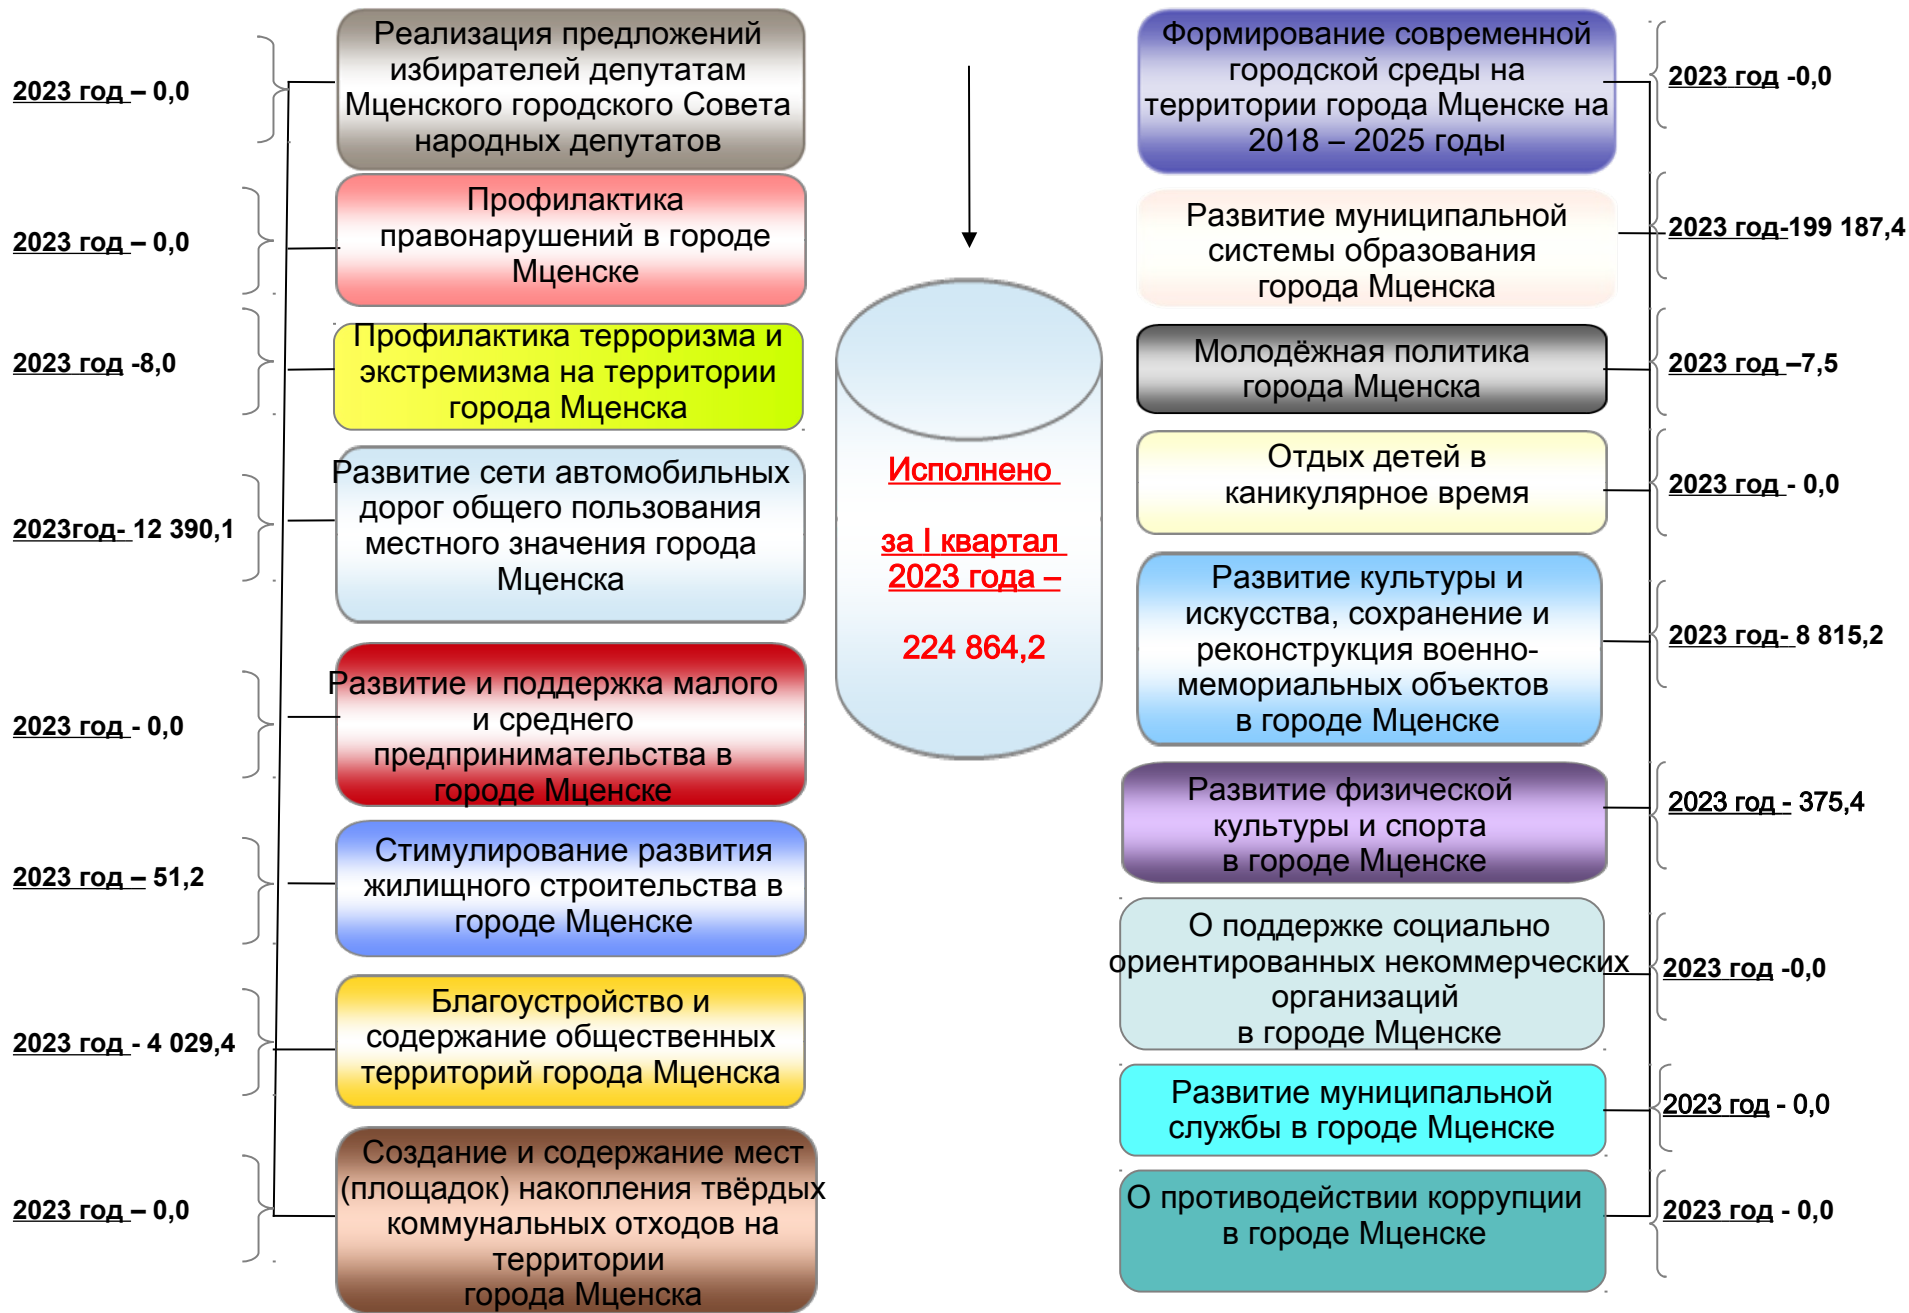 2023 год – 0,0
Реализация предложений
избирателей депутатам
Мценского городского Совета
народных депутатов
2023 год – 0,0
Профилактика
правонарушений в городе
Мценске
2023 год -8,0
Профилактика терроризма и
экстремизма на территории
города Мценска
2023год- 12 390,1
Развитие сети автомобильных
дорог общего пользования
местного значения города
Мценска
2023 год - 0,0
Развитие и поддержка малого
и среднего
предпринимательства в
городе Мценске
2023 год – 51,2
Стимулирование развития
жилищного строительства в
городе Мценске
2023 год - 4 029,4
Благоустройство и
содержание общественных
территорий города Мценска
2023 год – 0,0
Создание и содержание мест
(площадок) накопления твёрдых
коммунальных отходов на
территории
города Мценска
Исполнено
за I квартал
2023 года –
224 864,2
Формирование современной
городской среды на
территории города Мценске на
2018 – 2025 годы
2023 год -0,0
Развитие муниципальной
системы образования
города Мценска
2023 год-199 187,4
Молодёжная политика
города Мценска
2023 год –7,5
Отдых детей в
каникулярное время
2023 год - 0,0
Развитие культуры и
искусства, сохранение и
реконструкция военно-
мемориальных объектов
в городе Мценске
2023 год- 8 815,2
Развитие физической
культуры и спорта
в городе Мценске
2023 год - 375,4
О поддержке социально
ориентированных некоммерческих
организаций
в городе Мценске
2023 год -0,0
Развитие муниципальной
службы в городе Мценске
2023 год - 0,0
О противодействии коррупции
в городе Мценске
2023 год - 0,0